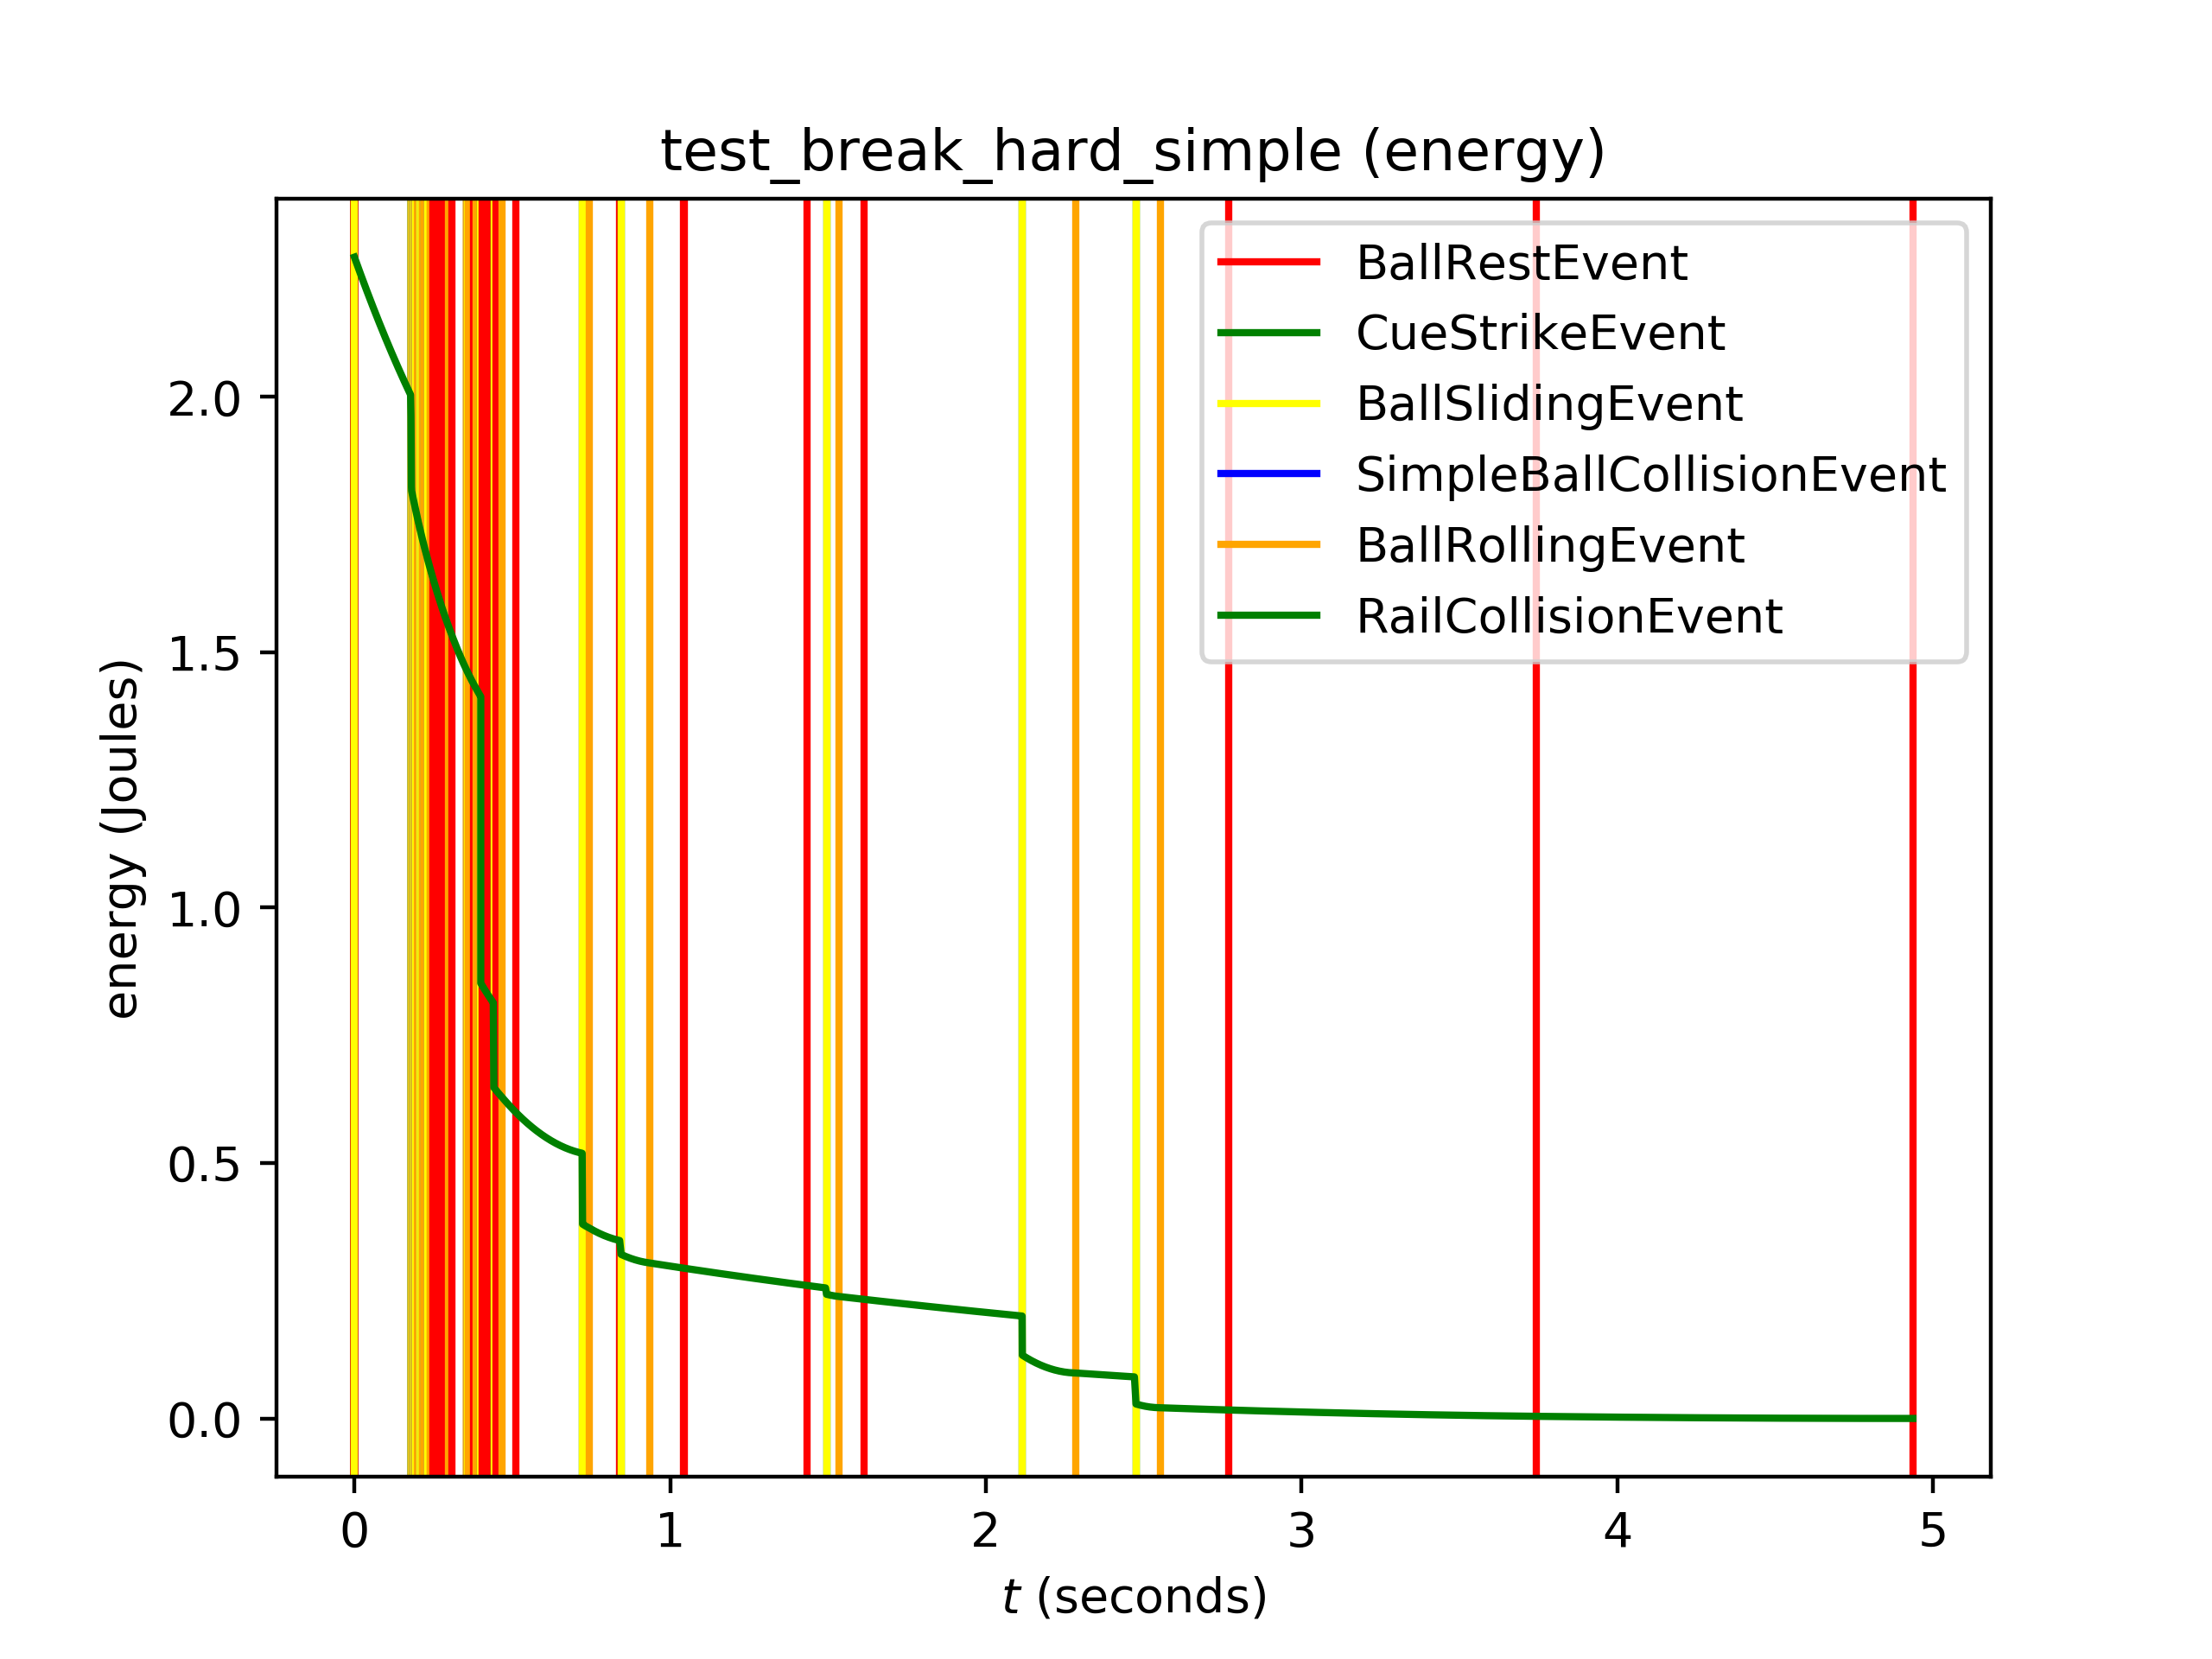 test_break_hard_simple (energy)
BallRestEvent
CueStrikeEvent
BallSlidingEvent
SimpleBallCollisionEvent
BallRollingEvent
RailCollisionEvent
energy (Joules)
2.0
1.5
1.0
0.5
0.0
0 1 2 3 4 5
t (seconds)